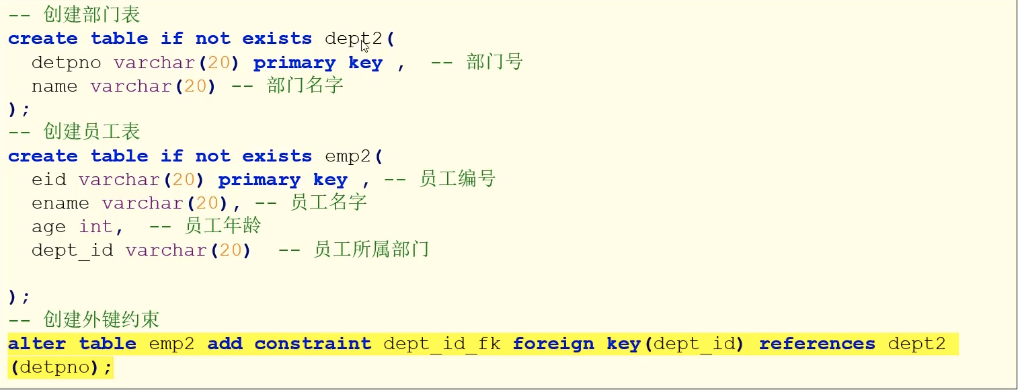 -- 创建部门表
create table if not exists dept2(
  detpno varchar(20) primary key ,  -- 部门号
  name varchar(20) -- 部门名字
);
-- 创建员工表
create table if not exists emp2(
  eid varchar(20) primary key , -- 员工编号
  ename varchar(20), -- 员工名字
  age int,  -- 员工年龄
  dept_id varchar(20)  -- 员工所属部门
);
-- 创建外键约束
alter table emp2 add constraint dept_id_fk foreign key(dept_id) references dept2
(detpno);